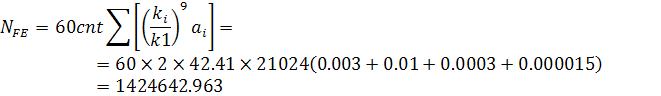 N_FE = 60cnt ∑ [(k_i / k1)^9 a_i] =
= 60 × 2 × 42.41 × 21024(0.003 + 0.01 + 0.0003 + 0.000015)
= 1424642.963